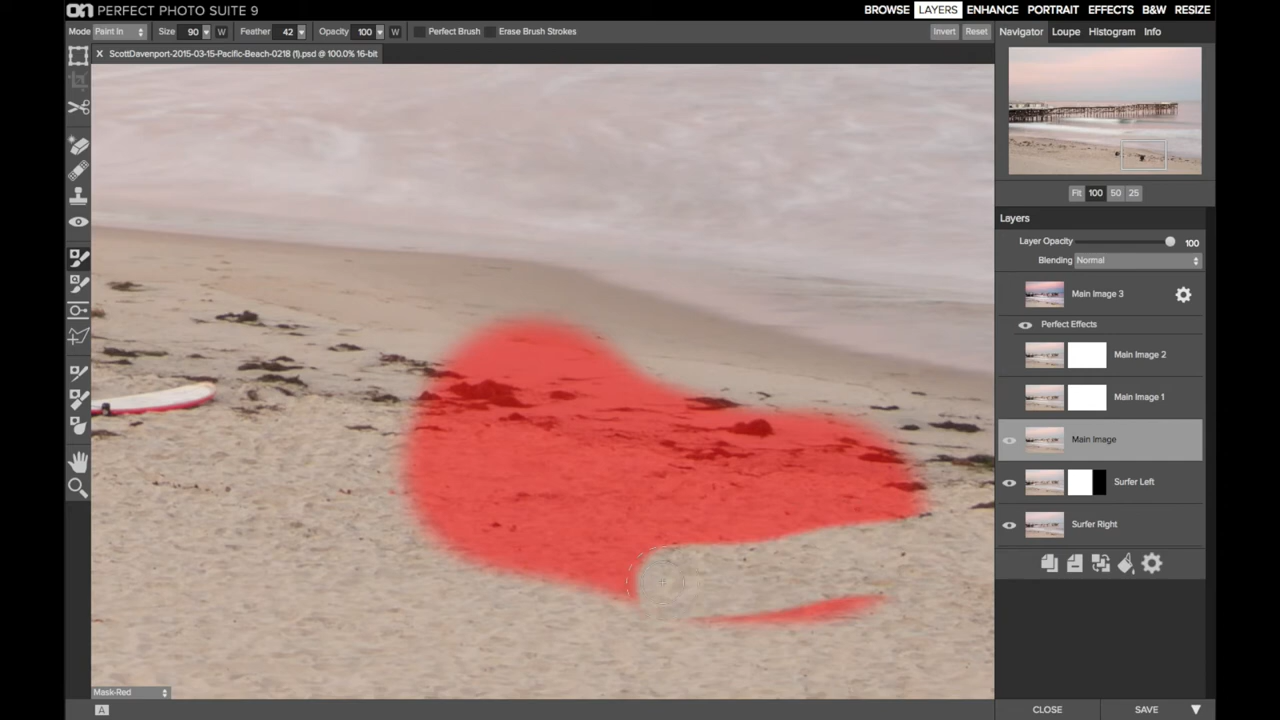 on PERFECT PHOTO SUITE 9
BROWSE LAYERS ENHANCE PORTRAIT EFFECTS B&W RESIZE
Mode Paint In Size 90 W Feather 42 Opacity 100 W Perfect Brush Erase Brush Strokes Invert Reset
Navigator Loupe Histogram Info
X ScottDavenport-2015-03-15-Pacific-Beach-0218 (1).psd @ 100.0% 16-bit
Fit 100 50 25
Layers
Layer Opacity 100
Blending Normal
Main Image 3
Perfect Effects
Main Image 2
Main Image 1
Main Image
Surfer Left
Surfer Right
Mask-Red
A
CLOSE SAVE